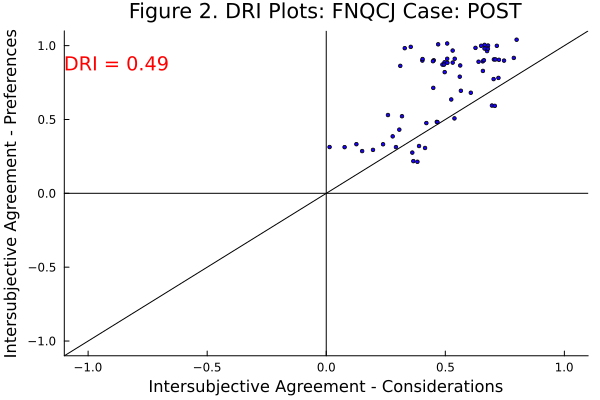 Figure 2. DRI Plots: FNQCJ Case: POST
DRI = 0.49
Intersubjective Agreement - Preferences
1.0
0.5
0.0
−0.5
−1.0
−1.0 −0.5 0.0 0.5 1.0
Intersubjective Agreement - Considerations